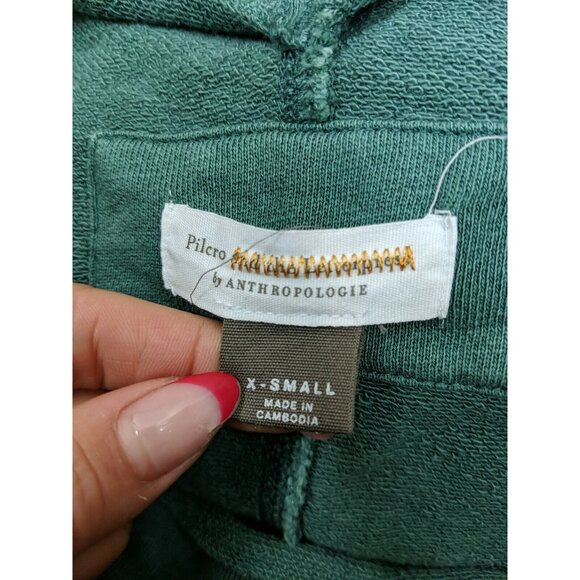 Pilcro
by ANTHROPOLOGIE
X-SMALL
MADE IN
CAMBODIA